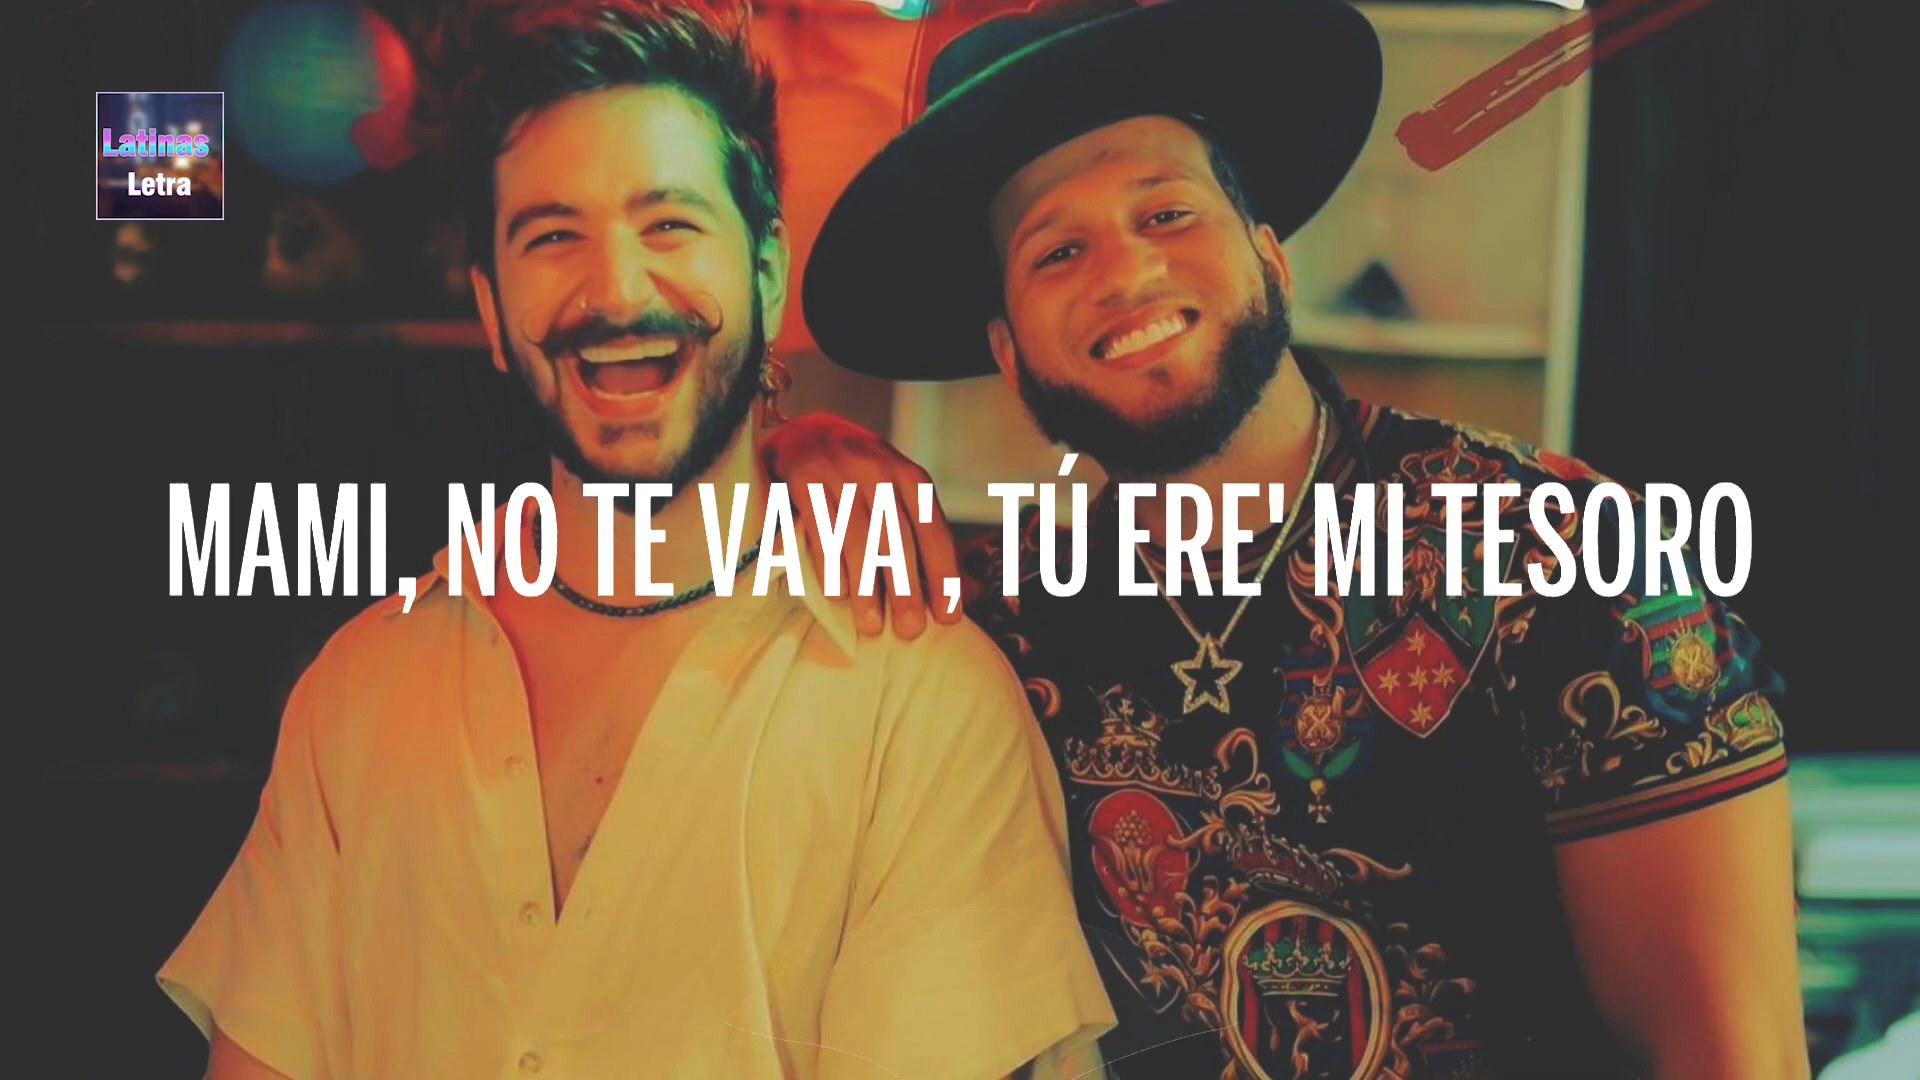 Latinas
Letra
MAMI, NO TE VAYA', TÚ ERE' MI TESORO